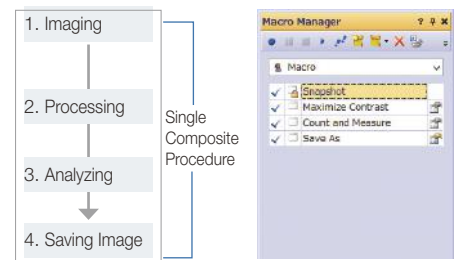 1. Imaging
2. Processing
3. Analyzing
4. Saving Image
Single
Composite
Procedure
Macro Manager
Macro
Snapshot
Maximize Contrast
Count and Measure
Save As